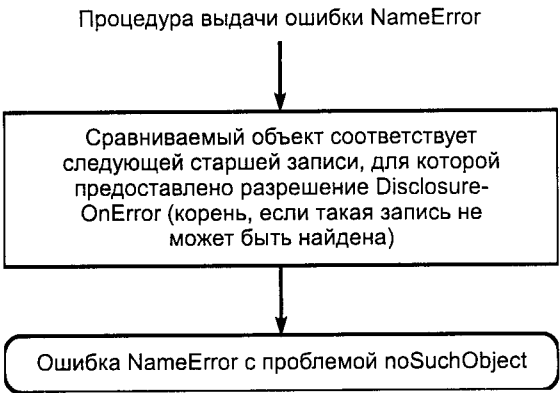 Процедура выдачи ошибки NameError
Сравниваемый объект соответствует
следующей старшей записи, для которой
предоставлено разрешение Disclosure-
OnError (корень, если такая запись не
может быть найдена)
Ошибка NameError с проблемой noSuchObject